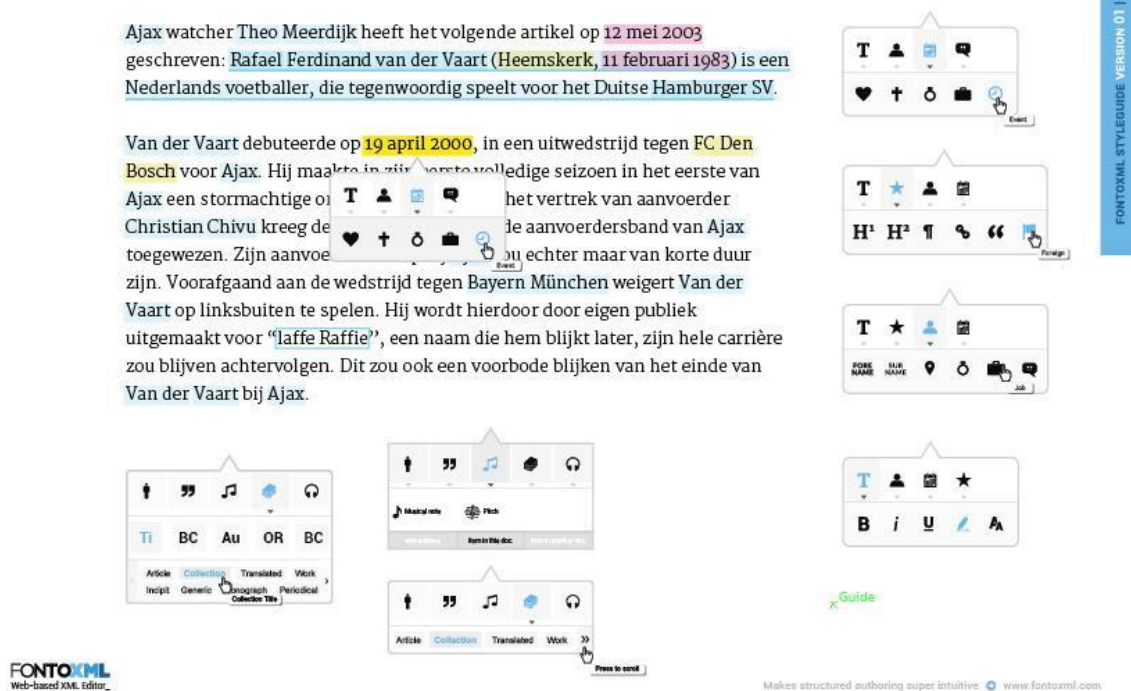 Ajax watcher Theo Meerdijk heeft het volgende artikel op 12 mei 2003
geschreven: Rafael Ferdinand van der Vaart (Heemskerk, 11 februari 1983) is een
Nederlands voetballer, die tegenwoordig speelt voor het Duitse Hamburger SV.
Van der Vaart debuteerde op 19 april 2000, in een uitwedstrijd tegen FC Den
Bosch voor Ajax. Hij maakte in zijn eerste volledige seizoen in het eerste van
Ajax een stormachtige het vertrek van aanvoerder
Christian Chivu kreeg de aanvoerdersband van Ajax
toegewezen. Zijn echter maar van korte duur
zijn. Voorafgaand aan de wedstrijd tegen Bayern München weigert Van der
Vaart op linksbuiten te spelen. Hij wordt hierdoor door eigen publiek
uitgemaakt voor “laffe Raffie”, een naam die hem blijkt later, zijn hele carrière
zou blijven achtervolgen. Dit zou ook een voorbode blijken van het einde van
Van der Vaart bij Ajax.
T
Event
T
Event
T
H¹ H² ¶ “
Foreign
T
FORE NAME SUR NAME
Job
T
B i U AA
Ti BC Au OR BC
Article Collection Translated Work
Incipit Generic Monograph Periodical
Collection Title
Musical note Pitch
Item in this doc.
Article Collection Translated Work »
Press to scroll
x Guide
FONTOXML STYLEGUIDE VERSION 01 |
FONTOXML
Web-based XML Editor_
Makes structured authoring super intuitive www.fontoxml.com